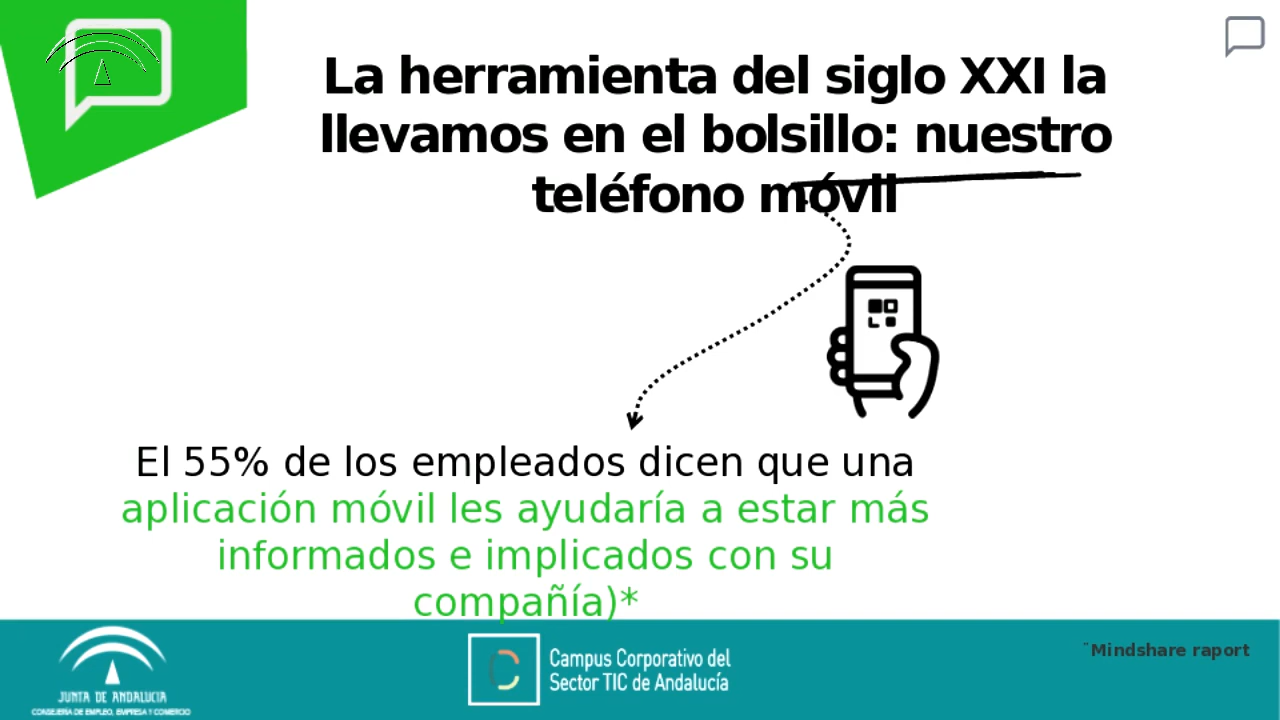 La herramienta del siglo XXI la
llevamos en el bolsillo: nuestro
teléfono móvil
El 55% de los empleados dicen que una
aplicación móvil les ayudaría a estar más
informados e implicados con su
compañía)*
¨Mindshare raport
JUNTA DE ANDALUCIA
CONSEJERÍA DE EMPLEO, EMPRESA Y COMERCIO
Campus Corporativo del
Sector TIC de Andalucía